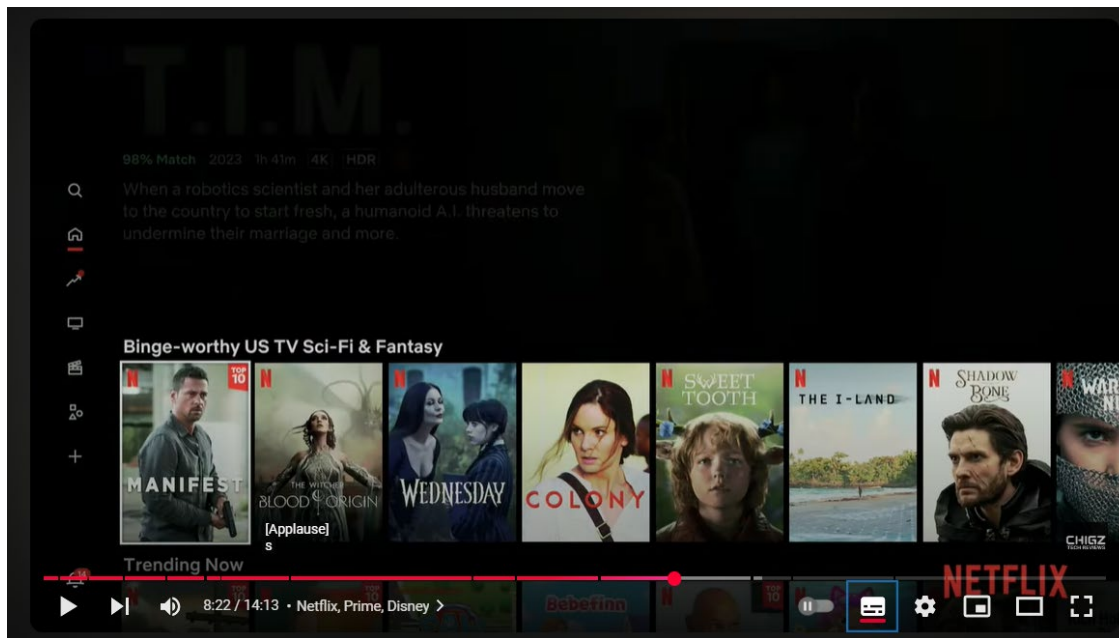 T.I.M.
98% Match 2023 1h 41m 4K HDR
When a robotics scientist and her adulterous husband move
to the country to start fresh, a humanoid A.I. threatens to
undermine their marriage and more.
Binge-worthy US TV Sci-Fi & Fantasy
N
TOP
10
MANIFEST
N
THE WITCHER
BLOOD ORIGIN
N
WEDNESDAY
COLONY
N
SWEET
TOOTH
N
THE I-LAND
N
SHADOW
BONE
N
[Applause]
s
CHIGZ
TECH REVIEWS
Trending Now
NETFLIX
Bebefinn
TOP
10
8:22 / 14:13 • Netflix, Prime, Disney